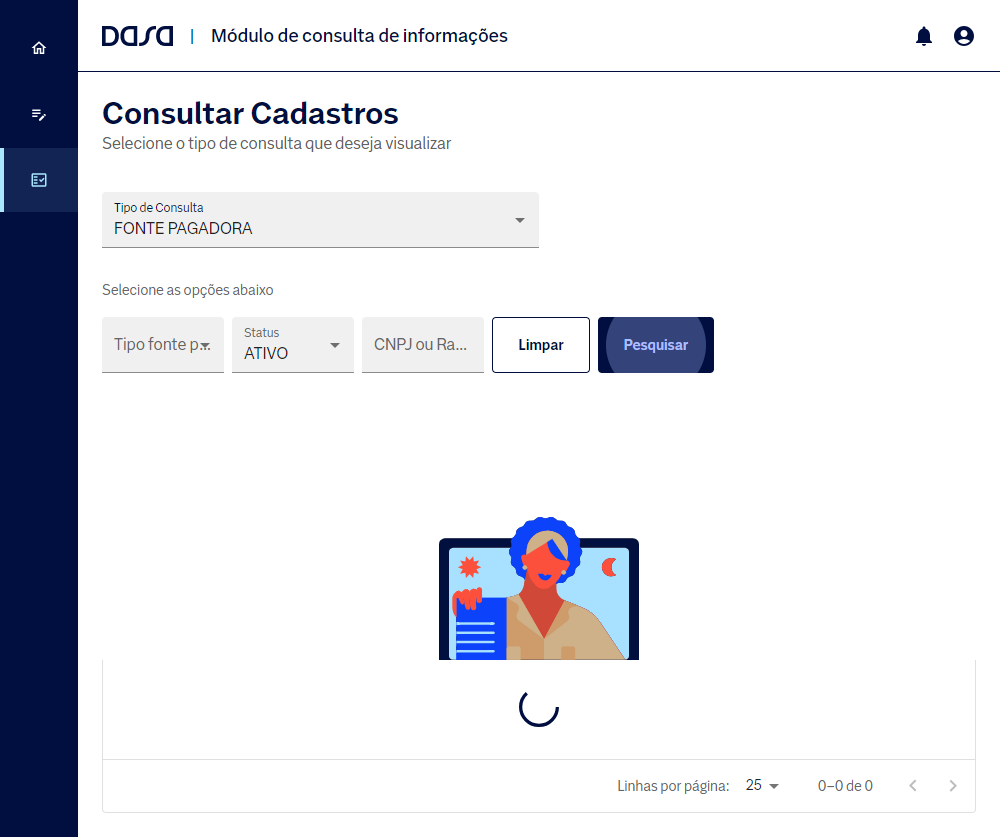 Dasa | Módulo de consulta de informações
Consultar Cadastros
Selecione o tipo de consulta que deseja visualizar
Tipo de Consulta
FONTE PAGADORA
Selecione as opções abaixo
Tipo fonte p...
Status
ATIVO
CNPJ ou Ra...
Limpar
Pesquisar
Linhas por página: 25 0–0 de 0